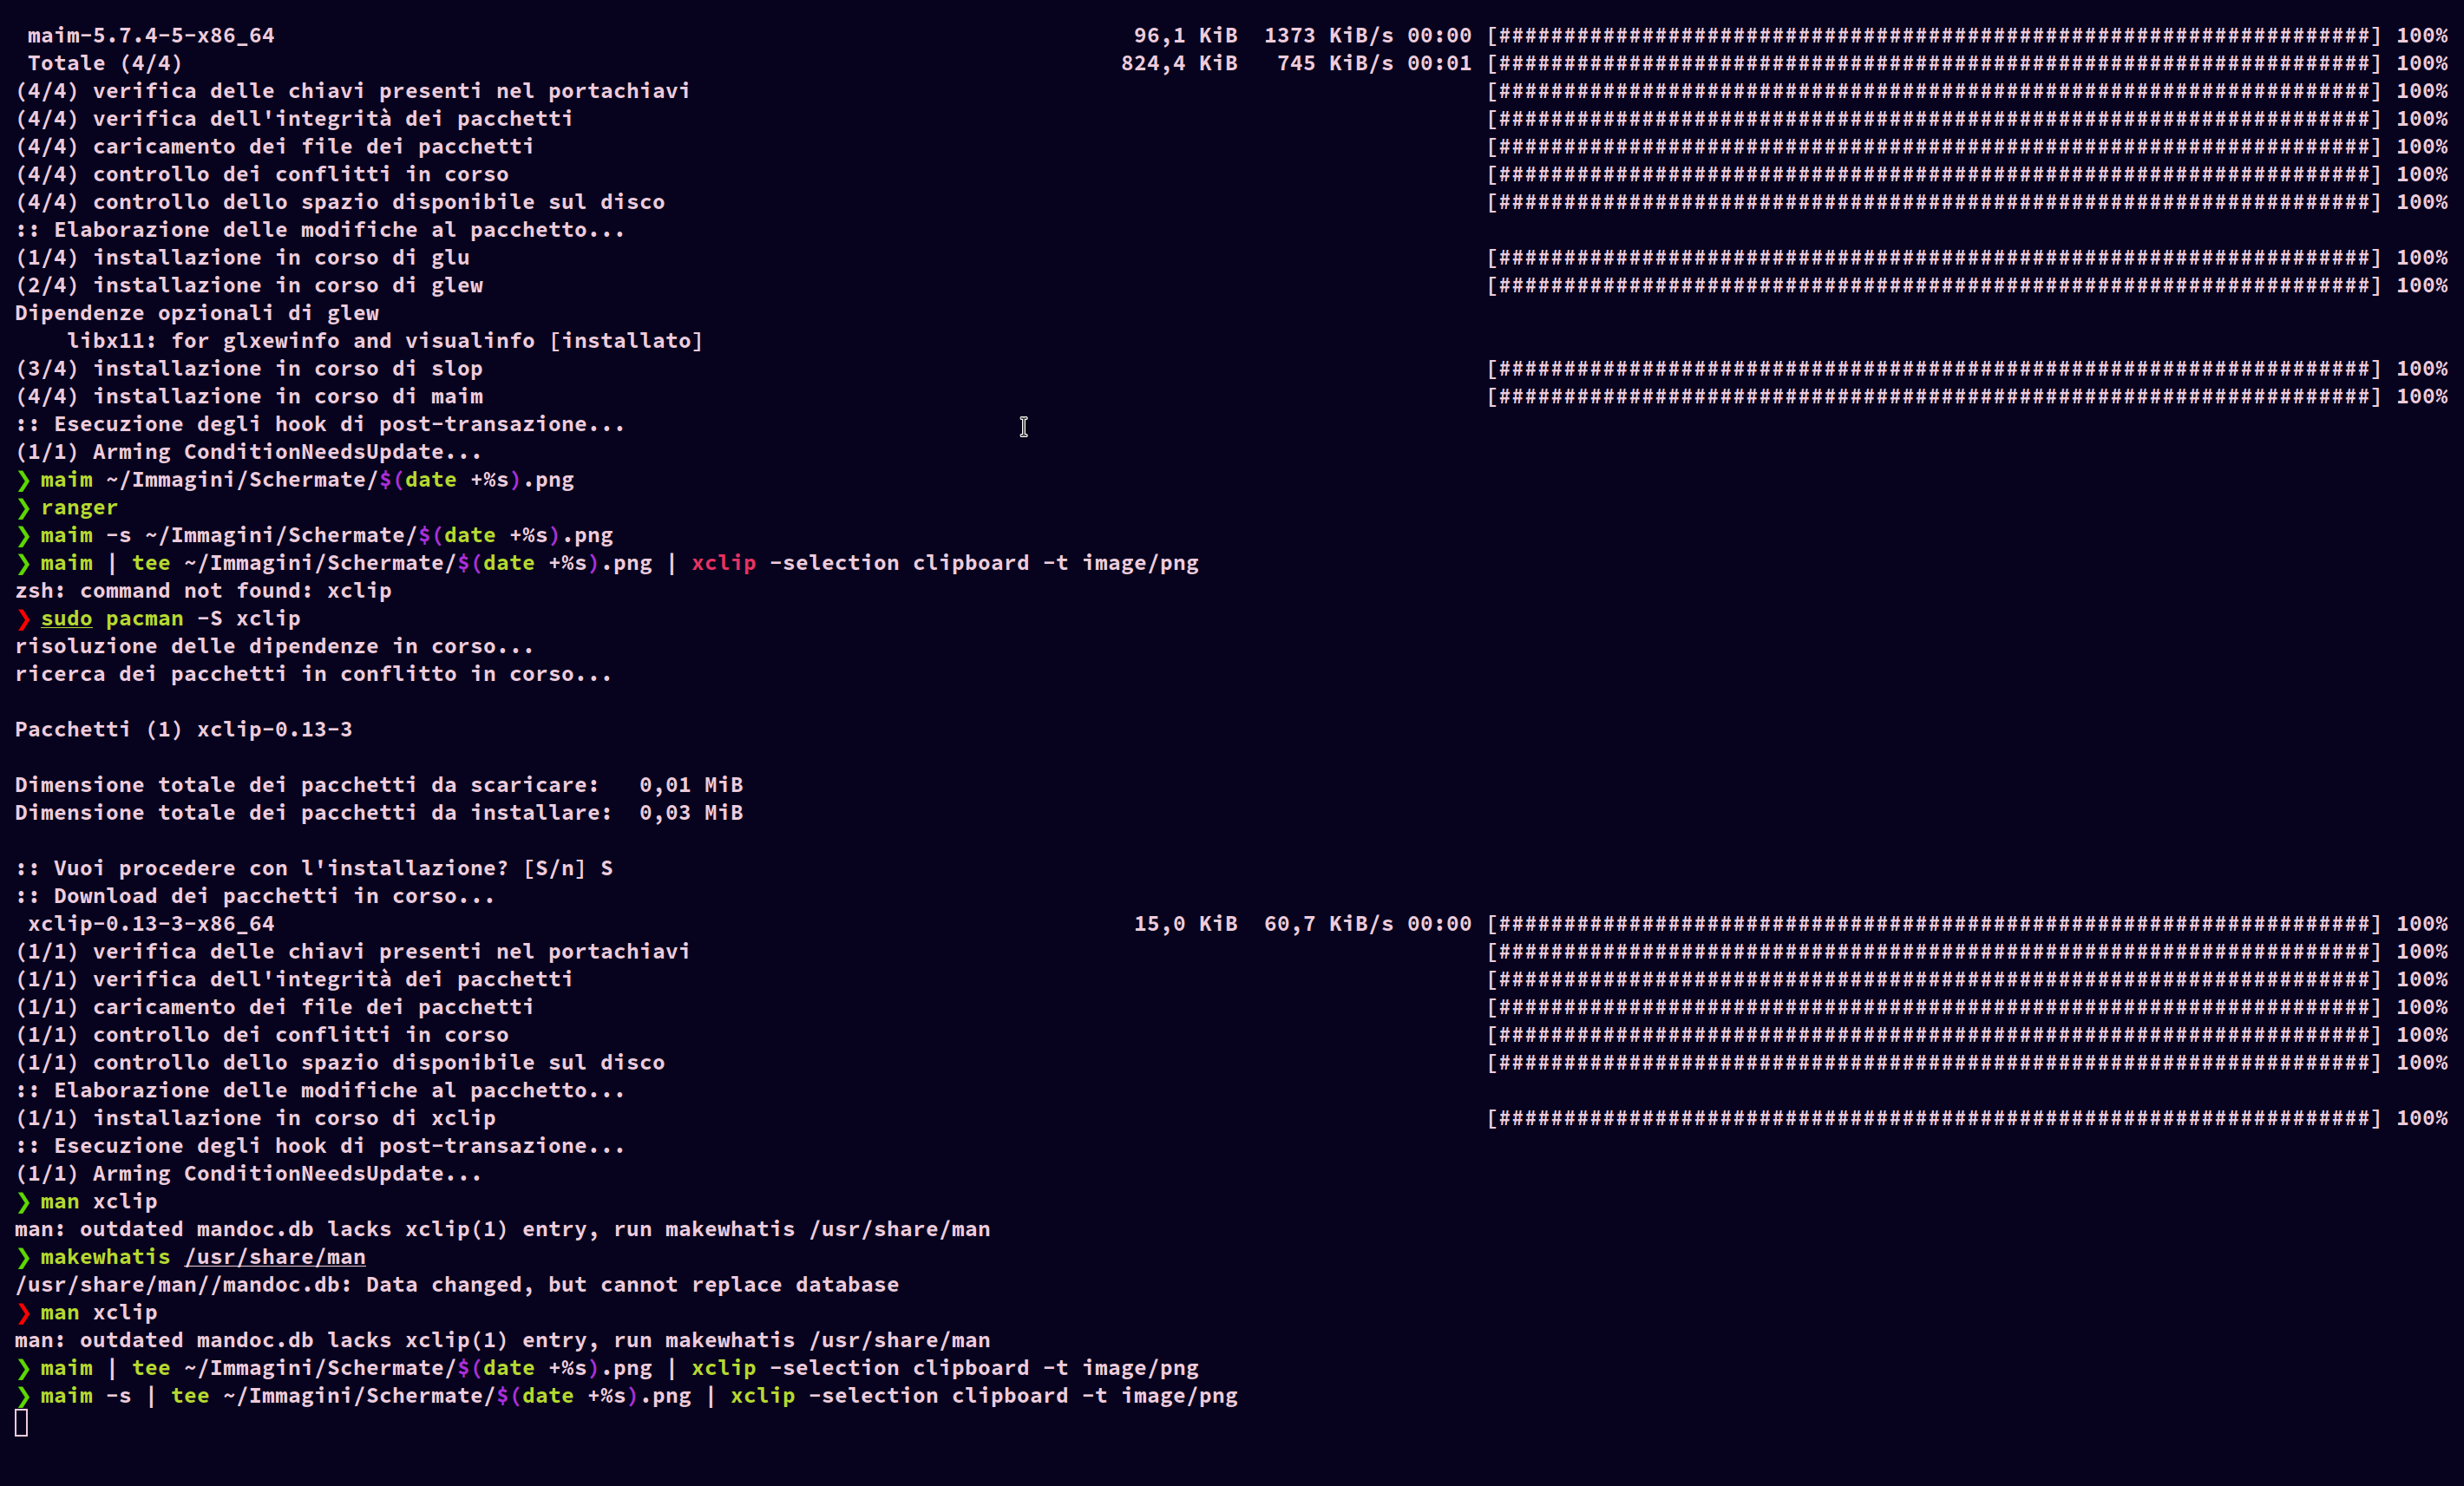 maim-5.7.4-5-x86_64 96,1 KiB 1373 KiB/s 00:00 [###################################################################] 100%
Totale (4/4) 824,4 KiB 745 KiB/s 00:01 [###################################################################] 100%
(4/4) verifica delle chiavi presenti nel portachiavi [###################################################################] 100%
(4/4) verifica dell'integrità dei pacchetti [###################################################################] 100%
(4/4) caricamento dei file dei pacchetti [###################################################################] 100%
(4/4) controllo dei conflitti in corso [###################################################################] 100%
(4/4) controllo dello spazio disponibile sul disco [###################################################################] 100%
:: Elaborazione delle modifiche al pacchetto...
(1/4) installazione in corso di glu [###################################################################] 100%
(2/4) installazione in corso di glew [###################################################################] 100%
Dipendenze opzionali di glew
libx11: for glxewinfo and visualinfo [installato]
(3/4) installazione in corso di slop [###################################################################] 100%
(4/4) installazione in corso di maim [###################################################################] 100%
:: Esecuzione degli hook di post-transazione...
(1/1) Arming ConditionNeedsUpdate...
❯ maim ~/Immagini/Schermate/$(date +%s).png
❯ ranger
❯ maim -s ~/Immagini/Schermate/$(date +%s).png
❯ maim | tee ~/Immagini/Schermate/$(date +%s).png | xclip -selection clipboard -t image/png
zsh: command not found: xclip
❯ sudo pacman -S xclip
risoluzione delle dipendenze in corso...
ricerca dei pacchetti in conflitto in corso...
Pacchetti (1) xclip-0.13-3
Dimensione totale dei pacchetti da scaricare: 0,01 MiB
Dimensione totale dei pacchetti da installare: 0,03 MiB
:: Vuoi procedere con l'installazione? [S/n] S
:: Download dei pacchetti in corso...
xclip-0.13-3-x86_64 15,0 KiB 60,7 KiB/s 00:00 [###################################################################] 100%
(1/1) verifica delle chiavi presenti nel portachiavi [###################################################################] 100%
(1/1) verifica dell'integrità dei pacchetti [###################################################################] 100%
(1/1) caricamento dei file dei pacchetti [###################################################################] 100%
(1/1) controllo dei conflitti in corso [###################################################################] 100%
(1/1) controllo dello spazio disponibile sul disco [###################################################################] 100%
:: Elaborazione delle modifiche al pacchetto...
(1/1) installazione in corso di xclip [###################################################################] 100%
:: Esecuzione degli hook di post-transazione...
(1/1) Arming ConditionNeedsUpdate...
❯ man xclip
man: outdated mandoc.db lacks xclip(1) entry, run makewhatis /usr/share/man
❯ makewhatis /usr/share/man
/usr/share/man//mandoc.db: Data changed, but cannot replace database
❯ man xclip
man: outdated mandoc.db lacks xclip(1) entry, run makewhatis /usr/share/man
❯ maim | tee ~/Immagini/Schermate/$(date +%s).png | xclip -selection clipboard -t image/png
❯ maim -s | tee ~/Immagini/Schermate/$(date +%s).png | xclip -selection clipboard -t image/png